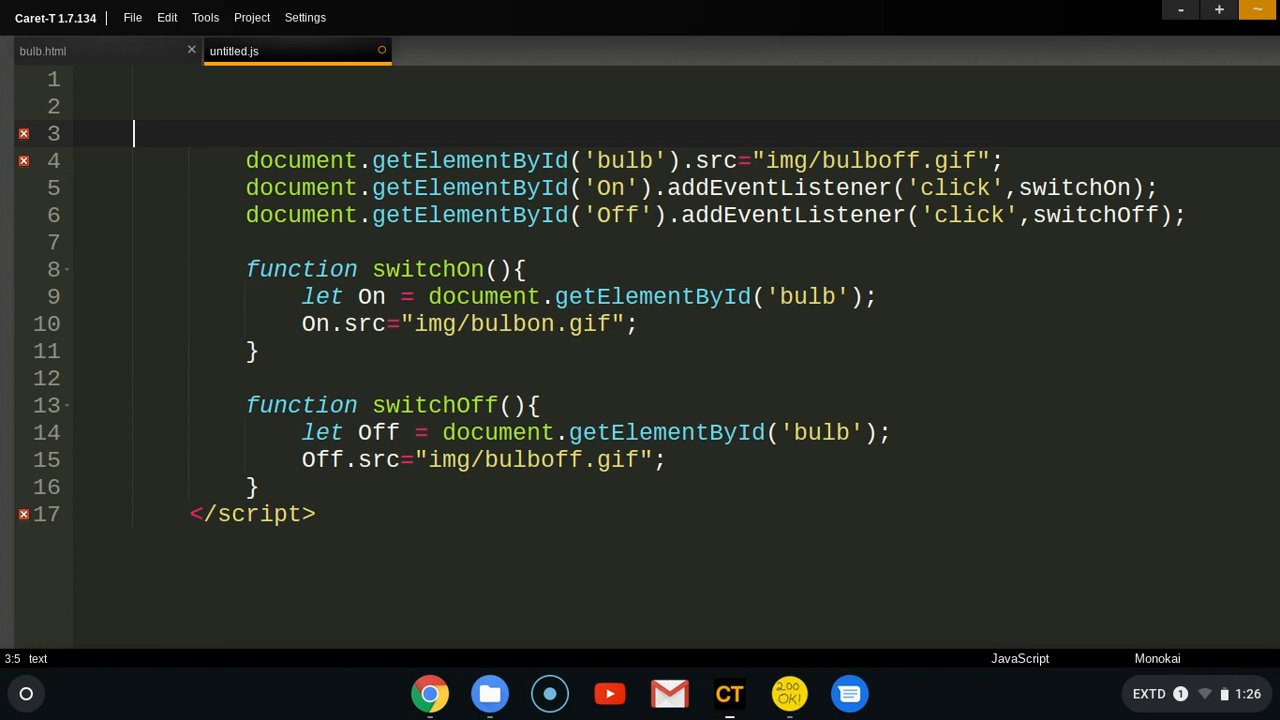 Caret-T 1.7.134 File Edit Tools Project Settings - + ~
bulb.html ✕ untitled.js
1
2
3
4 document.getElementById('bulb').src="img/bulboff.gif";
5 document.getElementById('On').addEventListener('click',switchOn);
6 document.getElementById('Off').addEventListener('click',switchOff);
7
8 function switchOn(){
9 let On = document.getElementById('bulb');
10 On.src="img/bulbon.gif";
11 }
12
13 function switchOff(){
14 let Off = document.getElementById('bulb');
15 Off.src="img/bulboff.gif";
16 }
17 </script>
3:5 text JavaScript Monokai
CT 200 OK! EXTD 1 1:26